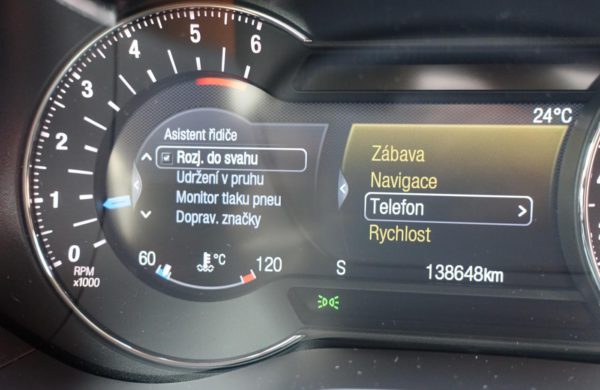 6
5
4
3
2
1
0
RPM
x1000
Asistent řidiče
Rozj. do svahu
Udržení v pruhu
Monitor tlaku pneu
Doprav. značky
60
°C
120
24°C
Zábava
Navigace
Telefon
Rychlost
S
138648km